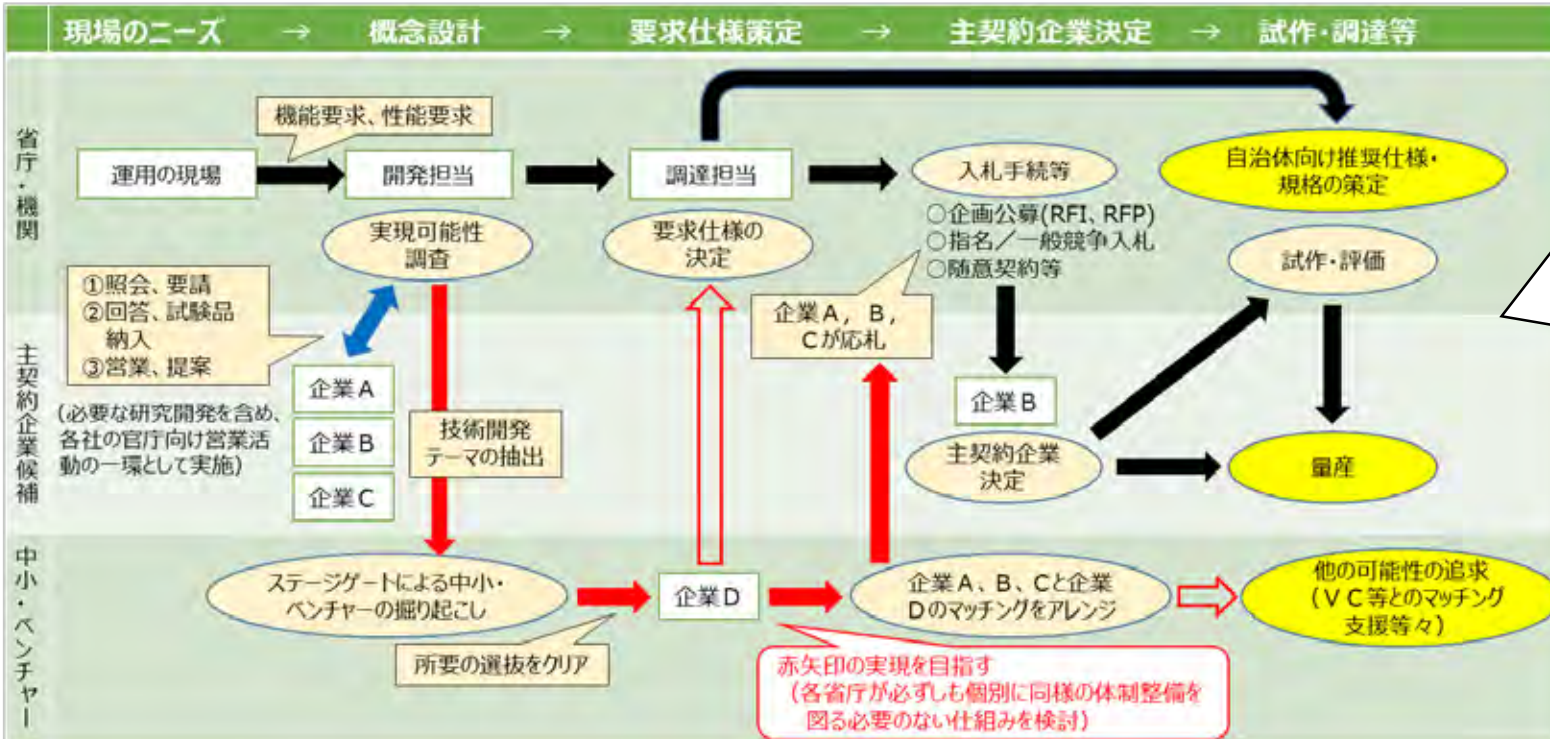 現場のニーズ → 概念設計 → 要求仕様策定 → 主契約企業決定 → 試作・調達等
省庁・機関
機能要求、性能要求
運用の現場
開発担当
調達担当
入札手続等
自治体向け推奨仕様・
規格の策定
○企画公募(RFI、RFP)
○指名／一般競争入札
○随意契約等
実現可能性
調査
要求仕様の
決定
試作・評価
①照会、要請
②回答、試験品
納入
③営業、提案
企業A,B,
Cが応札
主契約企業候補
企業A
企業B
企業C
(必要な研究開発を含め、
各社の官庁向け営業活
動の一環として実施)
技術開発
テーマの抽出
企業B
主契約企業
決定
量産
中小・ベンチャー
ステージゲートによる中小・
ベンチャーの掘り起こし
企業D
企業A、B、Cと企業
Dのマッチングをアレンジ
他の可能性の追求
(VC等とのマッチング
支援等々)
所要の選抜をクリア
赤矢印の実現を目指す
(各省庁が必ずしも個別に同様の体制整備を
図る必要のない仕組みを検討)